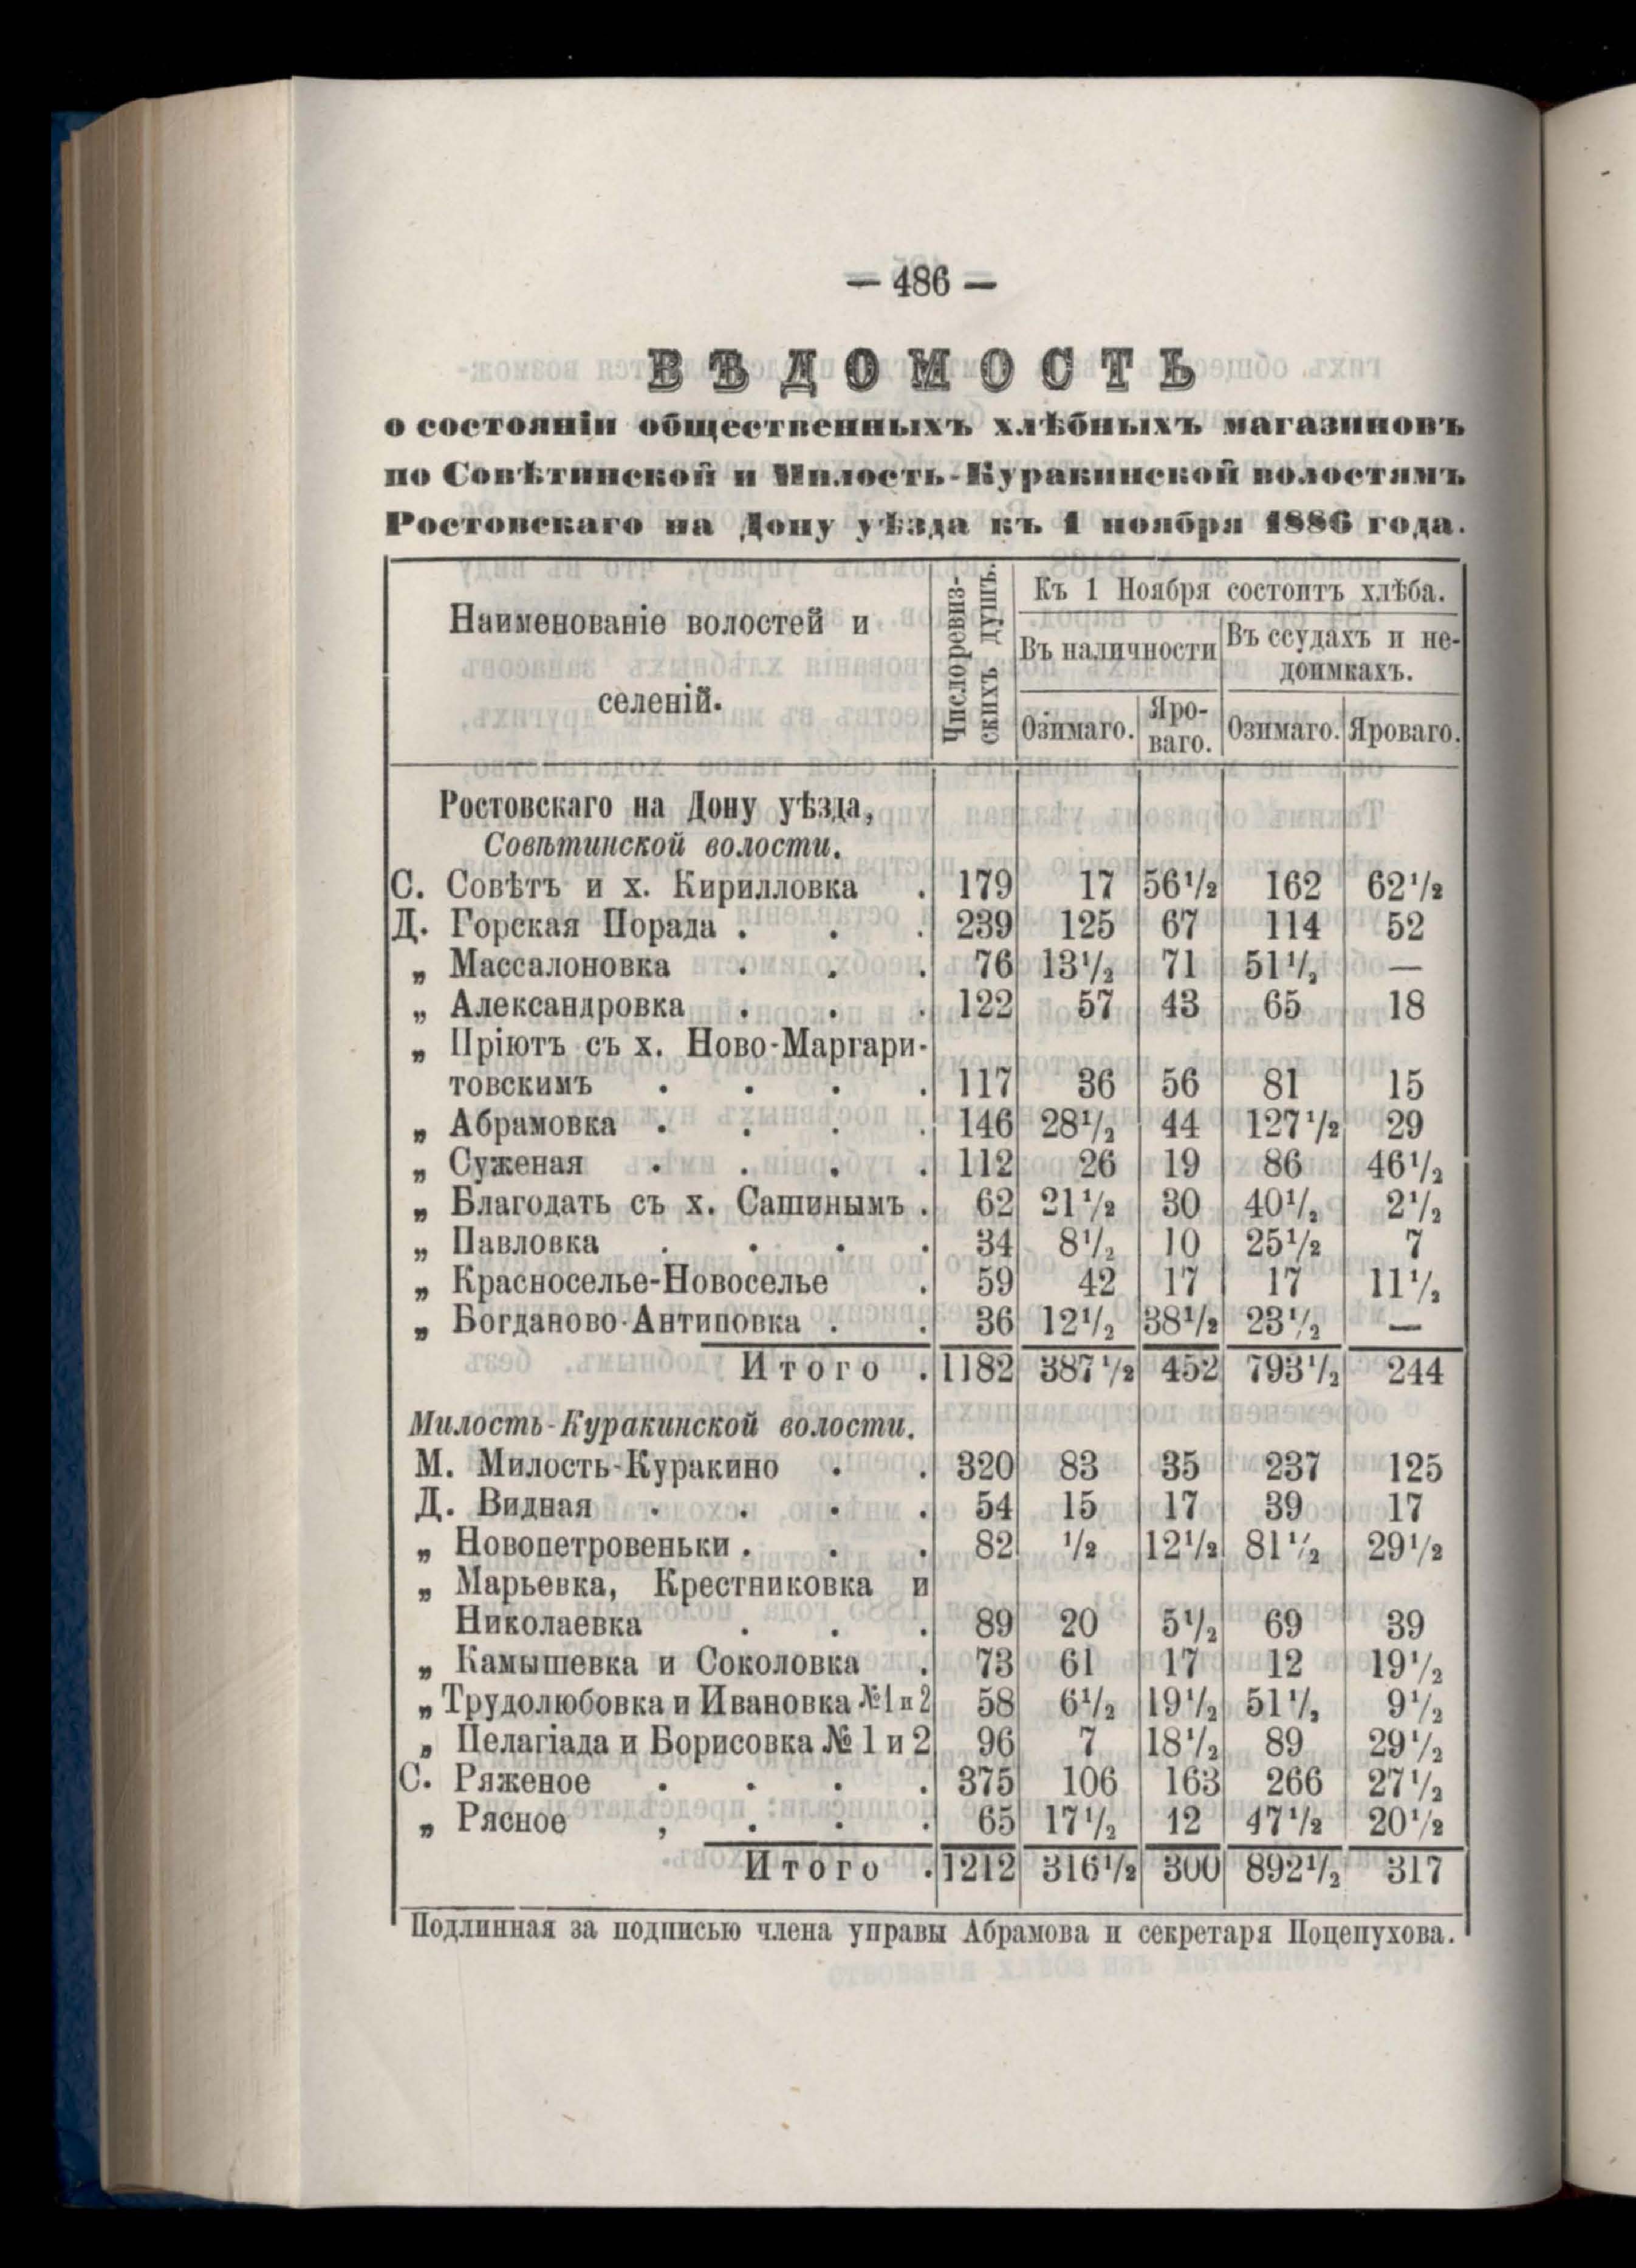 — 486 —
ВѢДОМОСТЬ
о состояніи общественныхъ хлѣбныхъ магазиновъ
по Совѣтинской и Милость-Куракинской волостямъ
Ростовскаго на Дону уѣзда къ 1 ноября 1886 года.
Наименованіе волостей и
селеній.
Число ревиз-
скихъ душъ.
Къ 1 Ноября состоитъ хлѣба.
Въ наличности
Въ ссудахъ и не-
доимкахъ.
Озимаго. Яро-
ваго. Озимаго. Яроваго.
Ростовскаго на Дону уѣзда,
Совѣтинской волости.
С. Совѣтъ и х. Кирилловка . 179 17 56½ 162 62½
Д. Горская Порада . . . 239 125 67 114 52
„ Массалоновка . . . 76 13½ 71 51½ —
„ Александровка . . . 122 57 43 65 18
„ Пріютъ съ х. Ново-Маргари-
товскимъ . . . . 117 36 56 81 15
„ Абрамовка . . . . 146 28½ 44 127½ 29
„ Суженая . . . . 112 26 19 86 46½
„ Благодать съ х. Сашинымъ . 62 21½ 30 40½ 2½
„ Павловка . . . . 34 8½ 10 25½ 7
„ Красноселье-Новоселье . 59 42 17 17 11½
„ Богданово-Антиповка . . 36 12½ 38½ 23½ —
Итого . 1182 387½ 452 793½ 244
Милость-Куракинской волости.
М. Милость-Куракино . . 320 83 35 237 125
Д. Видная . . . . 54 15 17 39 17
„ Новопетровеньки . . . 82 ½ 12½ 81½ 29½
„ Марьевка, Крестниковка и
Николаевка . . . 89 20 5½ 69 39
„ Камышевка и Соколовка . 73 61 17 12 19½
„ Трудолюбовка и Ивановка №1 и 2 58 6½ 19½ 51½ 9½
„ Пелагіада и Борисовка № 1 и 2 96 7 18½ 89 29½
С. Ряженое . . . . 375 106 163 266 27½
„ Рясное , . . . 65 17½ 12 47½ 20½
Итого . 1212 316½ 300 892½ 317
Подлинная за подписью члена управы Абрамова и секретаря Поцепухова.